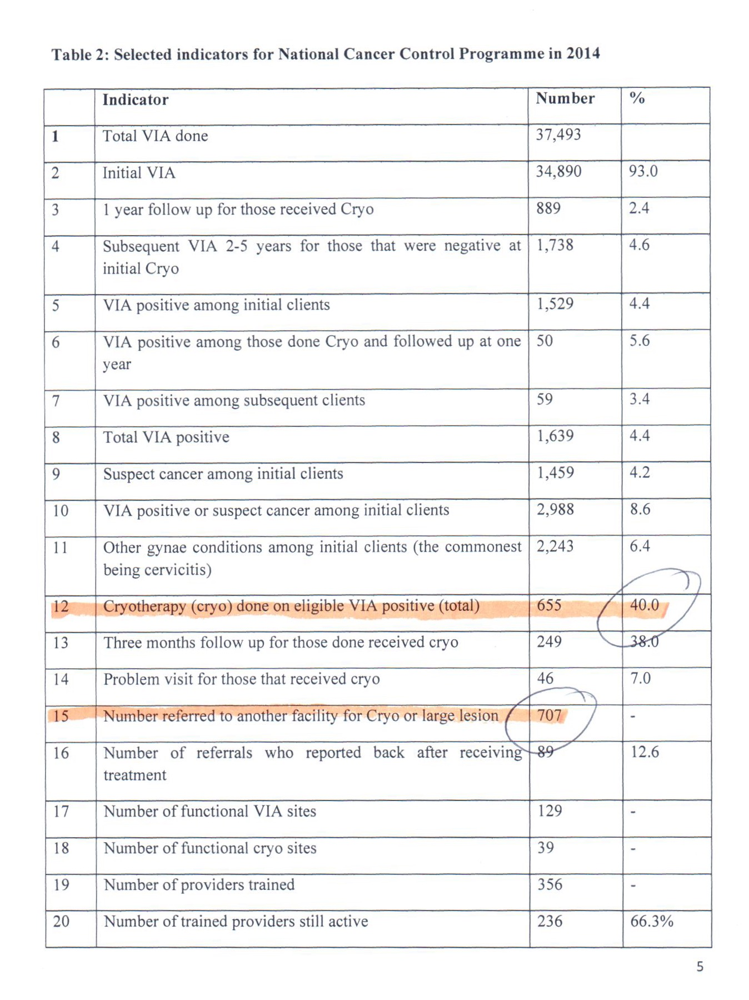 Table 2: Selected indicators for National Cancer Control Programme in 2014
Indicator Number %
1 Total VIA done 37,493
2 Initial VIA 34,890 93.0
3 1 year follow up for those received Cryo 889 2.4
4 Subsequent VIA 2-5 years for those that were negative at 1,738 4.6
initial Cryo
5 VIA positive among initial clients 1,529 4.4
6 VIA positive among those done Cryo and followed up at one 50 5.6
year
7 VIA positive among subsequent clients 59 3.4
8 Total VIA positive 1,639 4.4
9 Suspect cancer among initial clients 1,459 4.2
10 VIA positive or suspect cancer among initial clients 2,988 8.6
11 Other gynae conditions among initial clients (the commonest 2,243 6.4
being cervicitis)
12 Cryotherapy (cryo) done on eligible VIA positive (total) 655 40.0
13 Three months follow up for those done received cryo 249 38.0
14 Problem visit for those that received cryo 46 7.0
15 Number referred to another facility for Cryo or large lesion 707 -
16 Number of referrals who reported back after receiving 89 12.6
treatment
17 Number of functional VIA sites 129 -
18 Number of functional cryo sites 39 -
19 Number of providers trained 356 -
20 Number of trained providers still active 236 66.3%
5